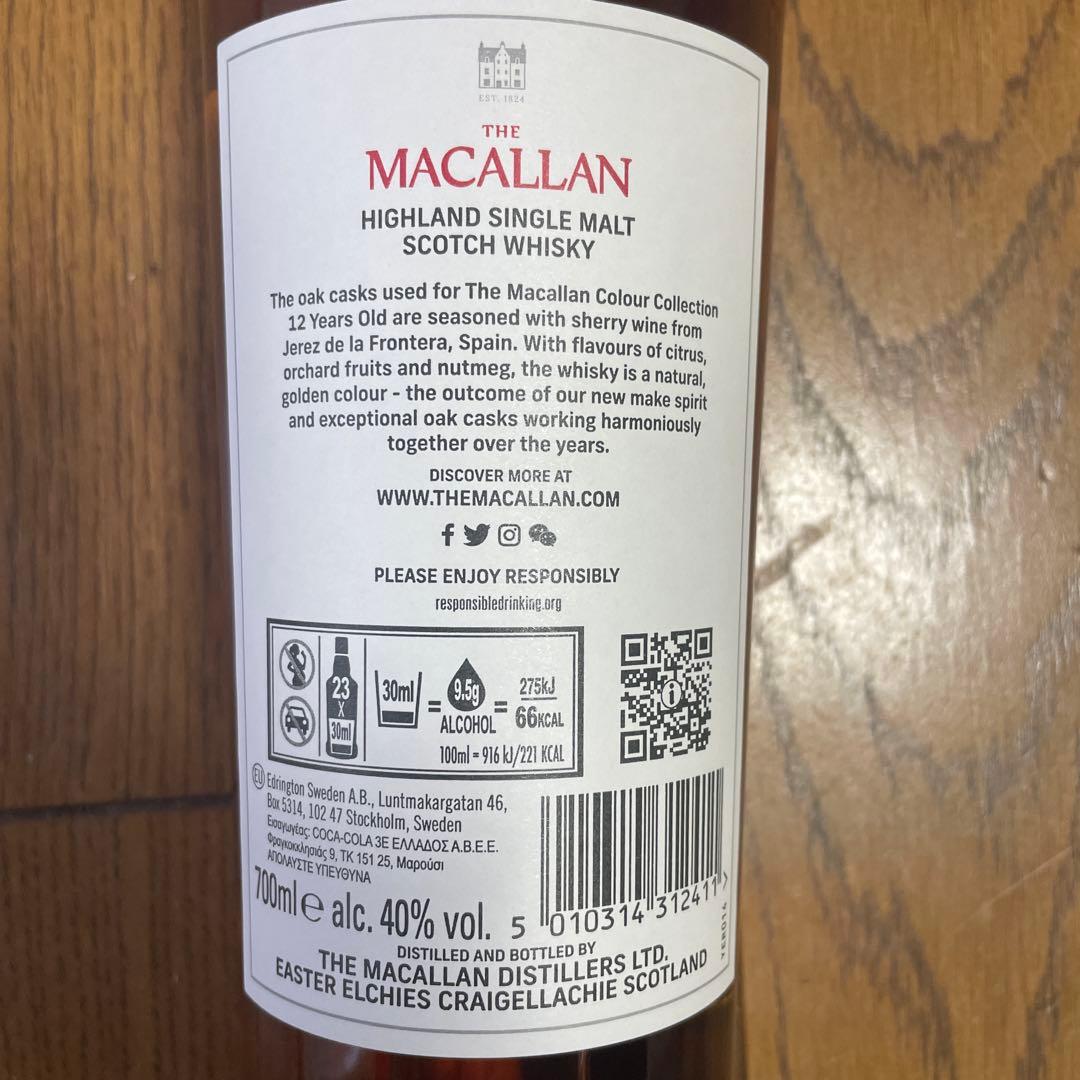 EST. 1824
THE
MACALLAN
HIGHLAND SINGLE MALT
SCOTCH WHISKY
The oak casks used for The Macallan Colour Collection
12 Years Old are seasoned with sherry wine from
Jerez de la Frontera, Spain. With flavours of citrus,
orchard fruits and nutmeg, the whisky is a natural,
golden colour - the outcome of our new make spirit
and exceptional oak casks working harmoniously
together over the years.
DISCOVER MORE AT
WWW.THEMACALLAN.COM
PLEASE ENJOY RESPONSIBLY
responsibledrinking.org
23
X
30ml
30ml
=
9.5g
ALCOHOL
=
275kJ
66KCAL
100ml = 916 kJ/221 KCAL
EU Edrington Sweden A.B., Luntmakargatan 46,
Box 5314, 102 47 Stockholm, Sweden
Εισαγωγέας: COCA-COLA 3E ΕΛΛΑΔΟΣ Α.Β.Ε.Ε.
Φραγκοκκλησιάς 9, ΤΚ 151 25, Μαρούσι
ΑΠΟΛΑΥΣΤΕ ΥΠΕΥΘΥΝΑ
700ml e alc. 40% vol.
5 010314 312411 >
YER014
DISTILLED AND BOTTLED BY
THE MACALLAN DISTILLERS LTD.
EASTER ELCHIES CRAIGELLACHIE SCOTLAND